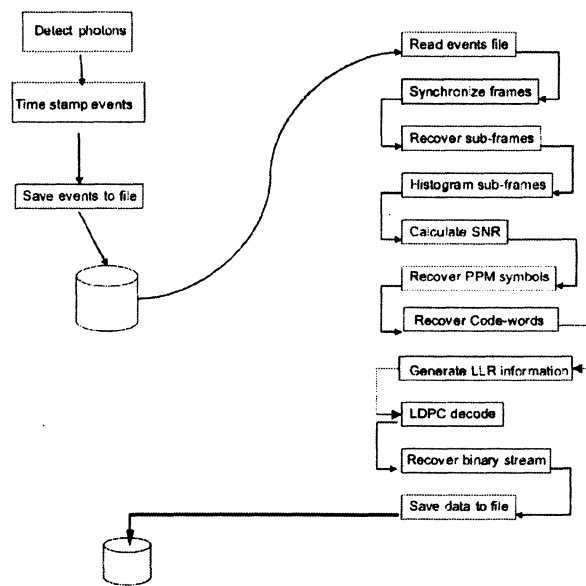 Detect photons
Time stamp events
Save events to file
Read events file
Synchronize frames
Recover sub-frames
Histogram sub-frames
Calculate SNR
Recover PPM symbols
Recover Code-words
Generate LLR information
LDPC decode
Recover binary stream
Save data to file